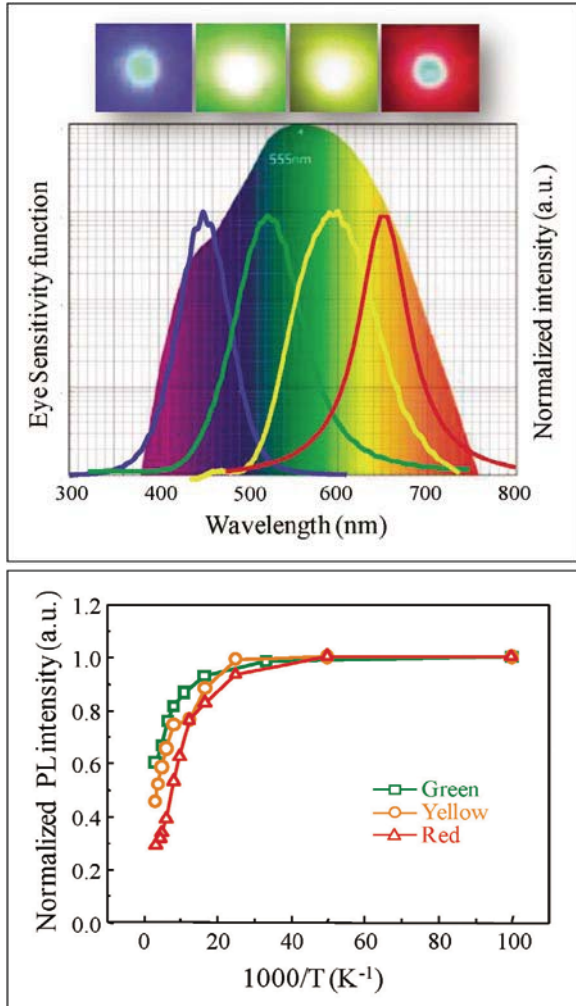 555nm
Eye Sensitivity function
Normalized intensity (a.u.)
300 400 500 600 700 800
Wavelength (nm)
Normalized PL intensity (a.u.)
1.2
1.0
0.8
0.6
0.4
0.2
0.0
Green
Yellow
Red
0 20 40 60 80 100
1000/T (K⁻¹)